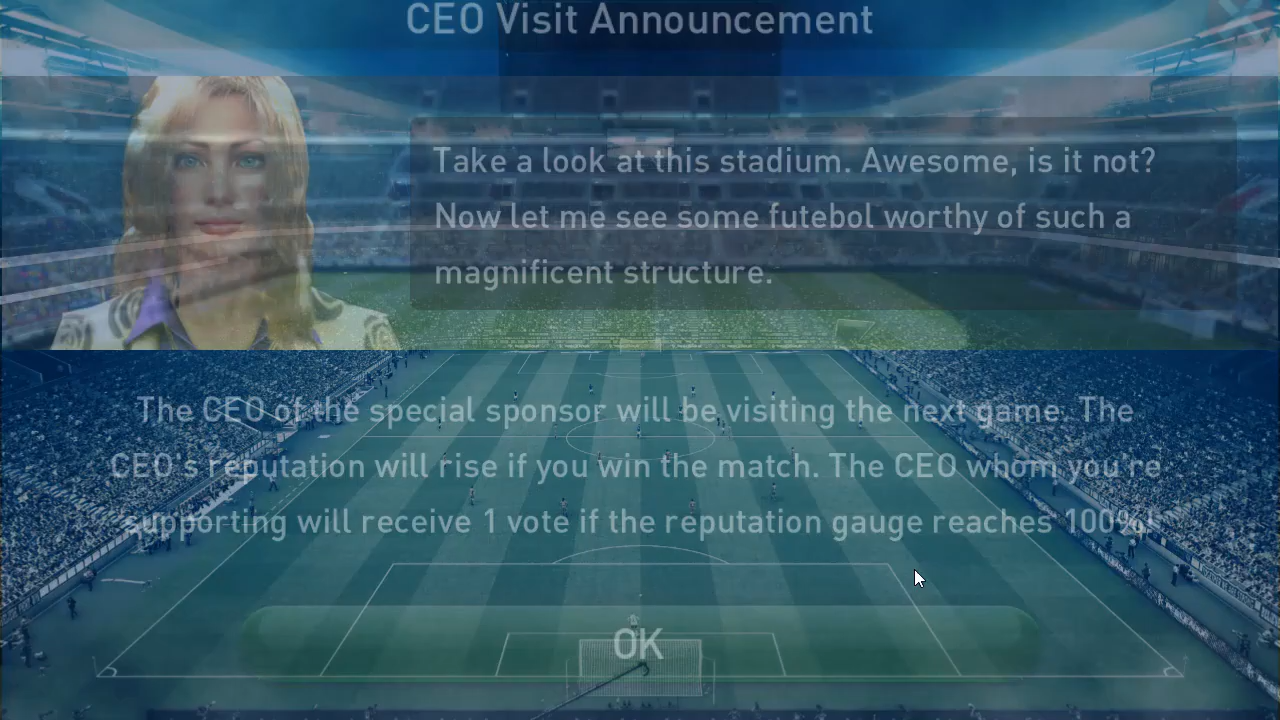 CEO Visit Announcement
Take a look at this stadium. Awesome, is it not?
Now let me see some futebol worthy of such a
magnificent structure.
The CEO of the special sponsor will be visiting the next game. The
CEO's reputation will rise if you win the match. The CEO whom you're
supporting will receive 1 vote if the reputation gauge reaches 100%!
OK